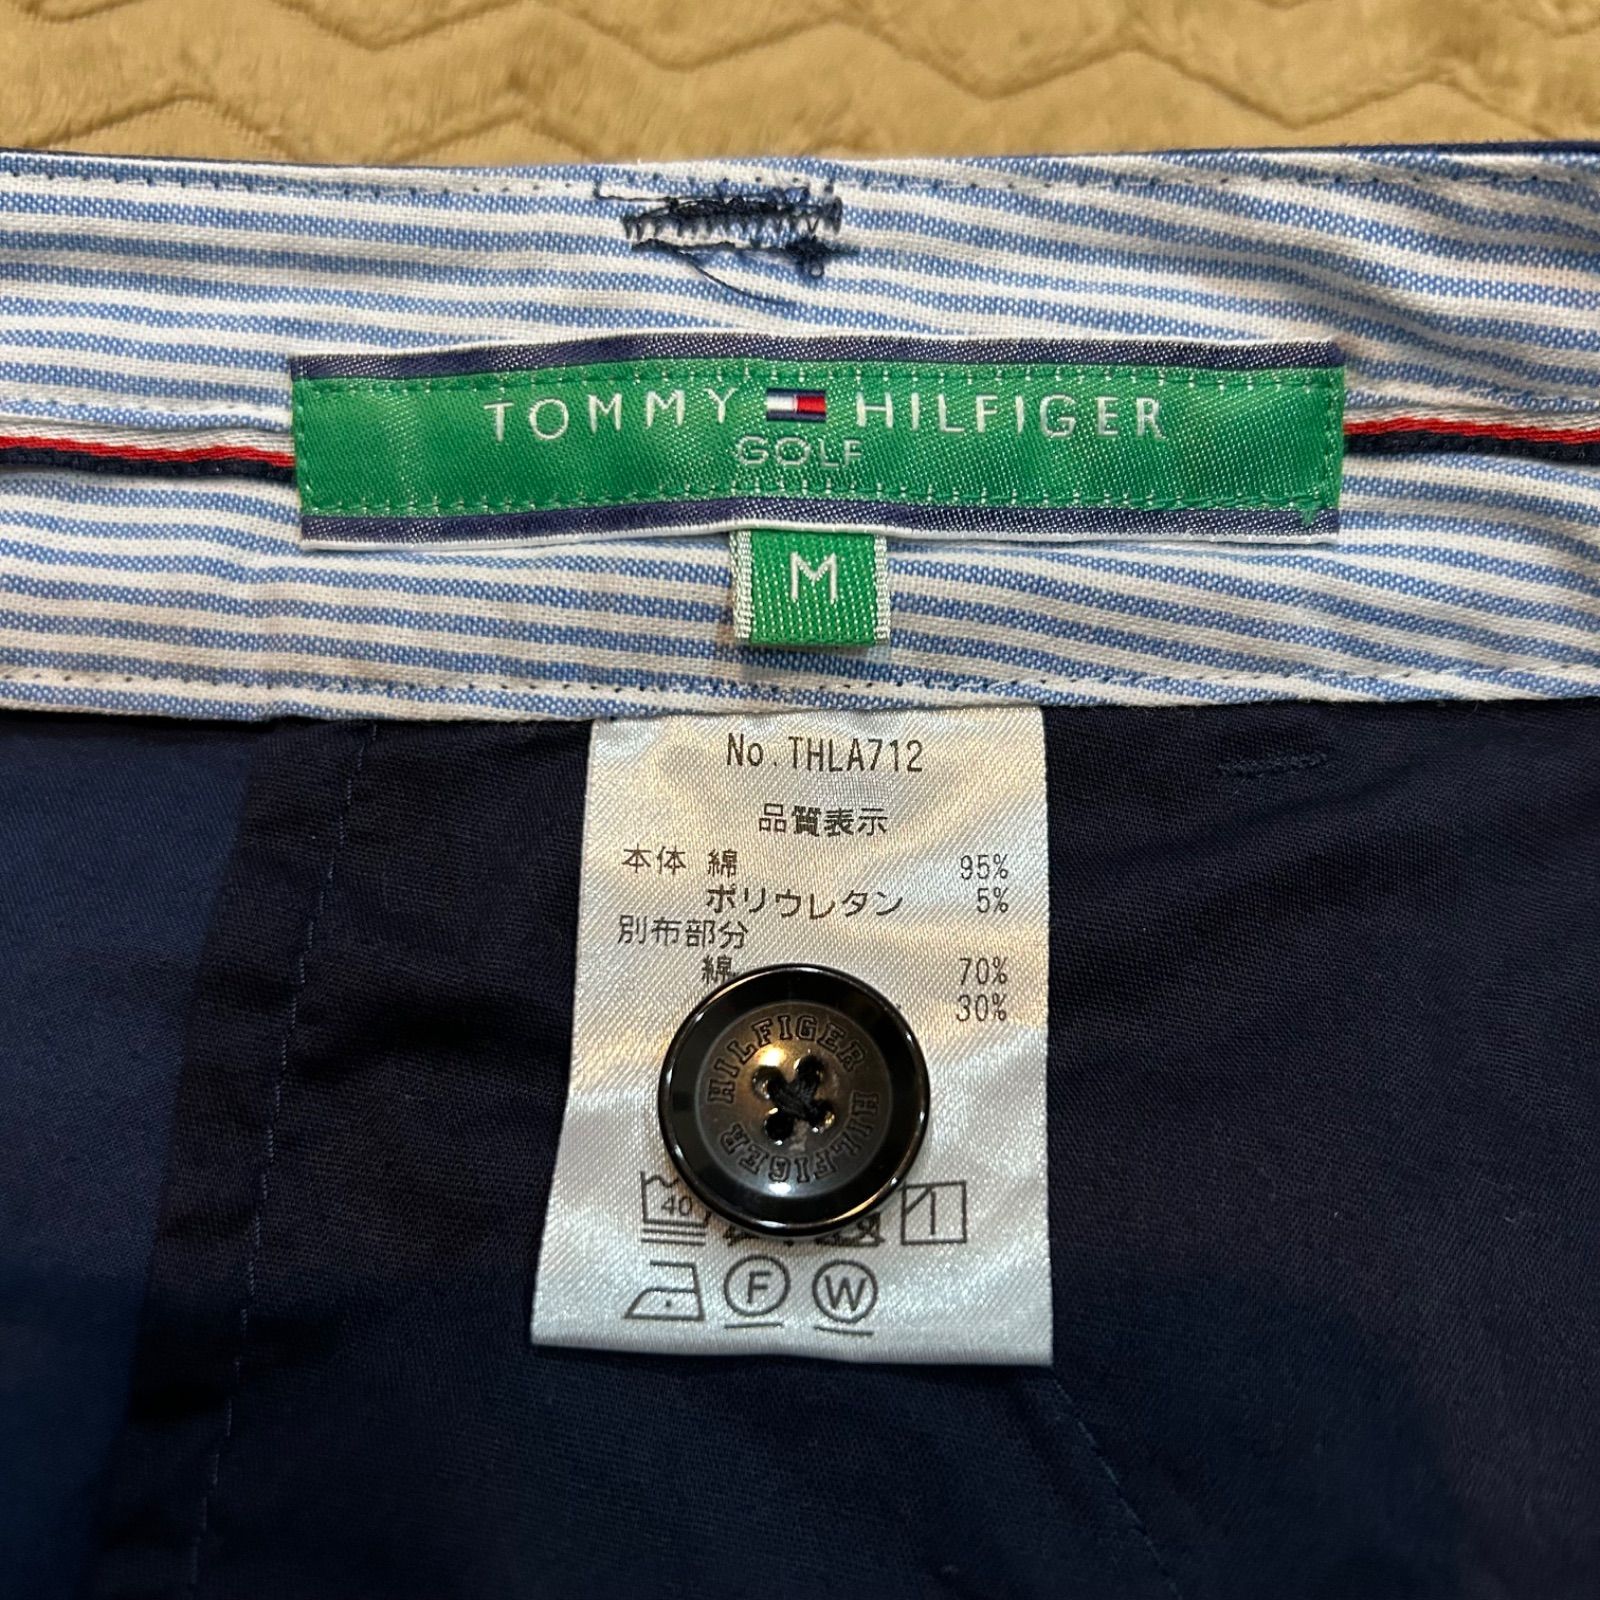 TOMMY HILFIGER
GOLF
M
No.THLA712
品質表示
本体 綿 95%
ポリウレタン 5%
別布部分
綿 70%
30%
HILFIGER HILFIGER
40
F W